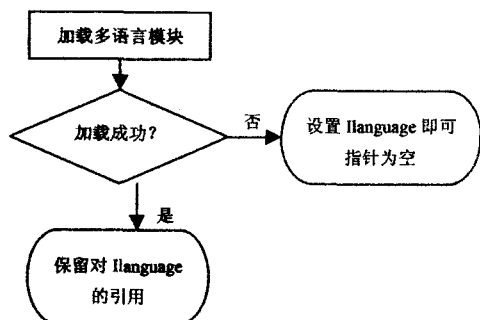 加载多语言模块
加载成功？
否
设置 Ilanguage 即可
指针为空
是
保留对 Ilanguage
的引用